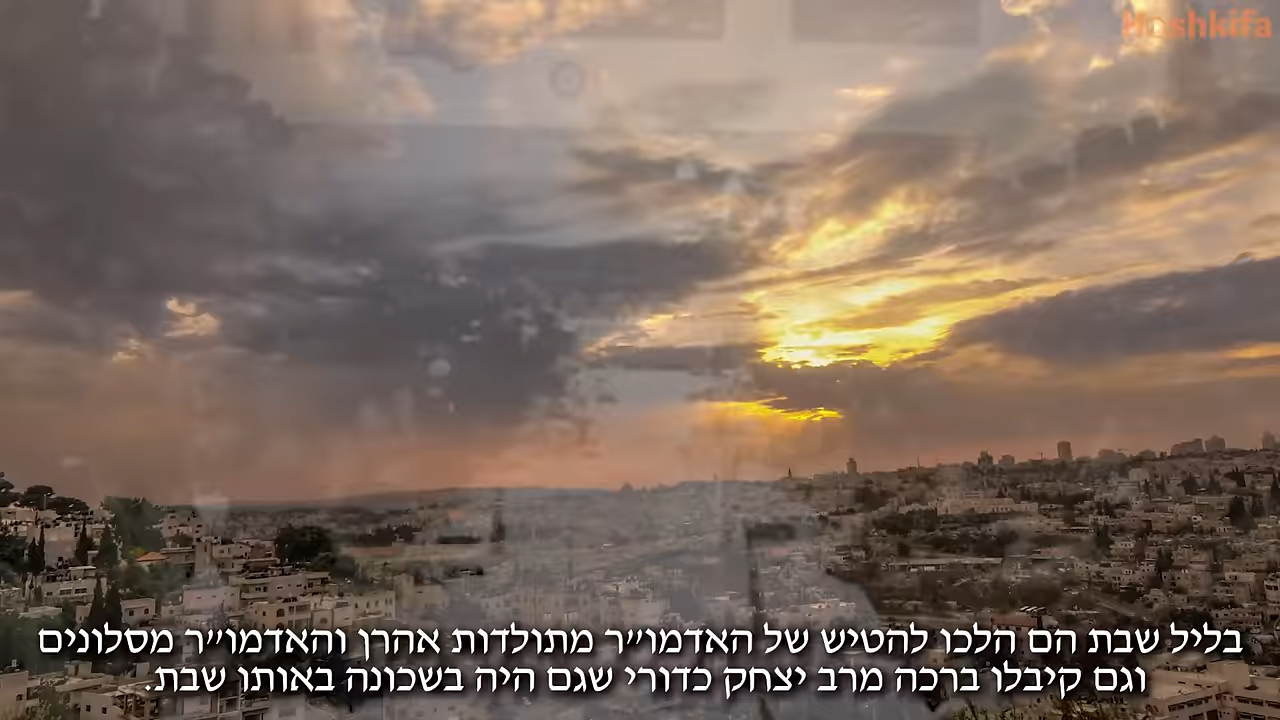 Hashkifa
בליל שבת הם הלכו להטיש של האדמו״ר מתולדות אהרן והאדמו״ר מסלונים
וגם קיבלו ברכה מרב יצחק כדורי שגם היה בשכונה באותו שבת.